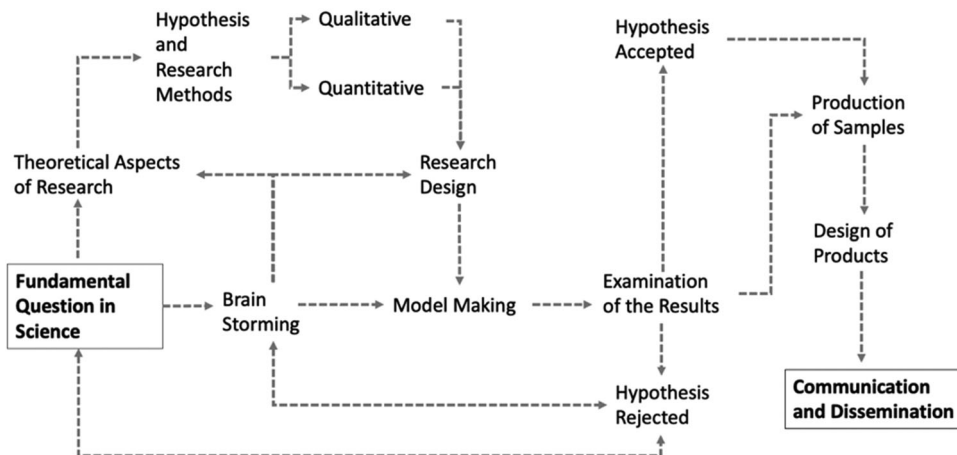 Hypothesis
and
Research
Methods
Qualitative
Quantitative
Hypothesis
Accepted
Production
of Samples
Theoretical Aspects
of Research
Research
Design
Design of
Products
Fundamental
Question in
Science
Brain
Storming
Model Making
Examination
of the Results
Hypothesis
Rejected
Communication
and Dissemination